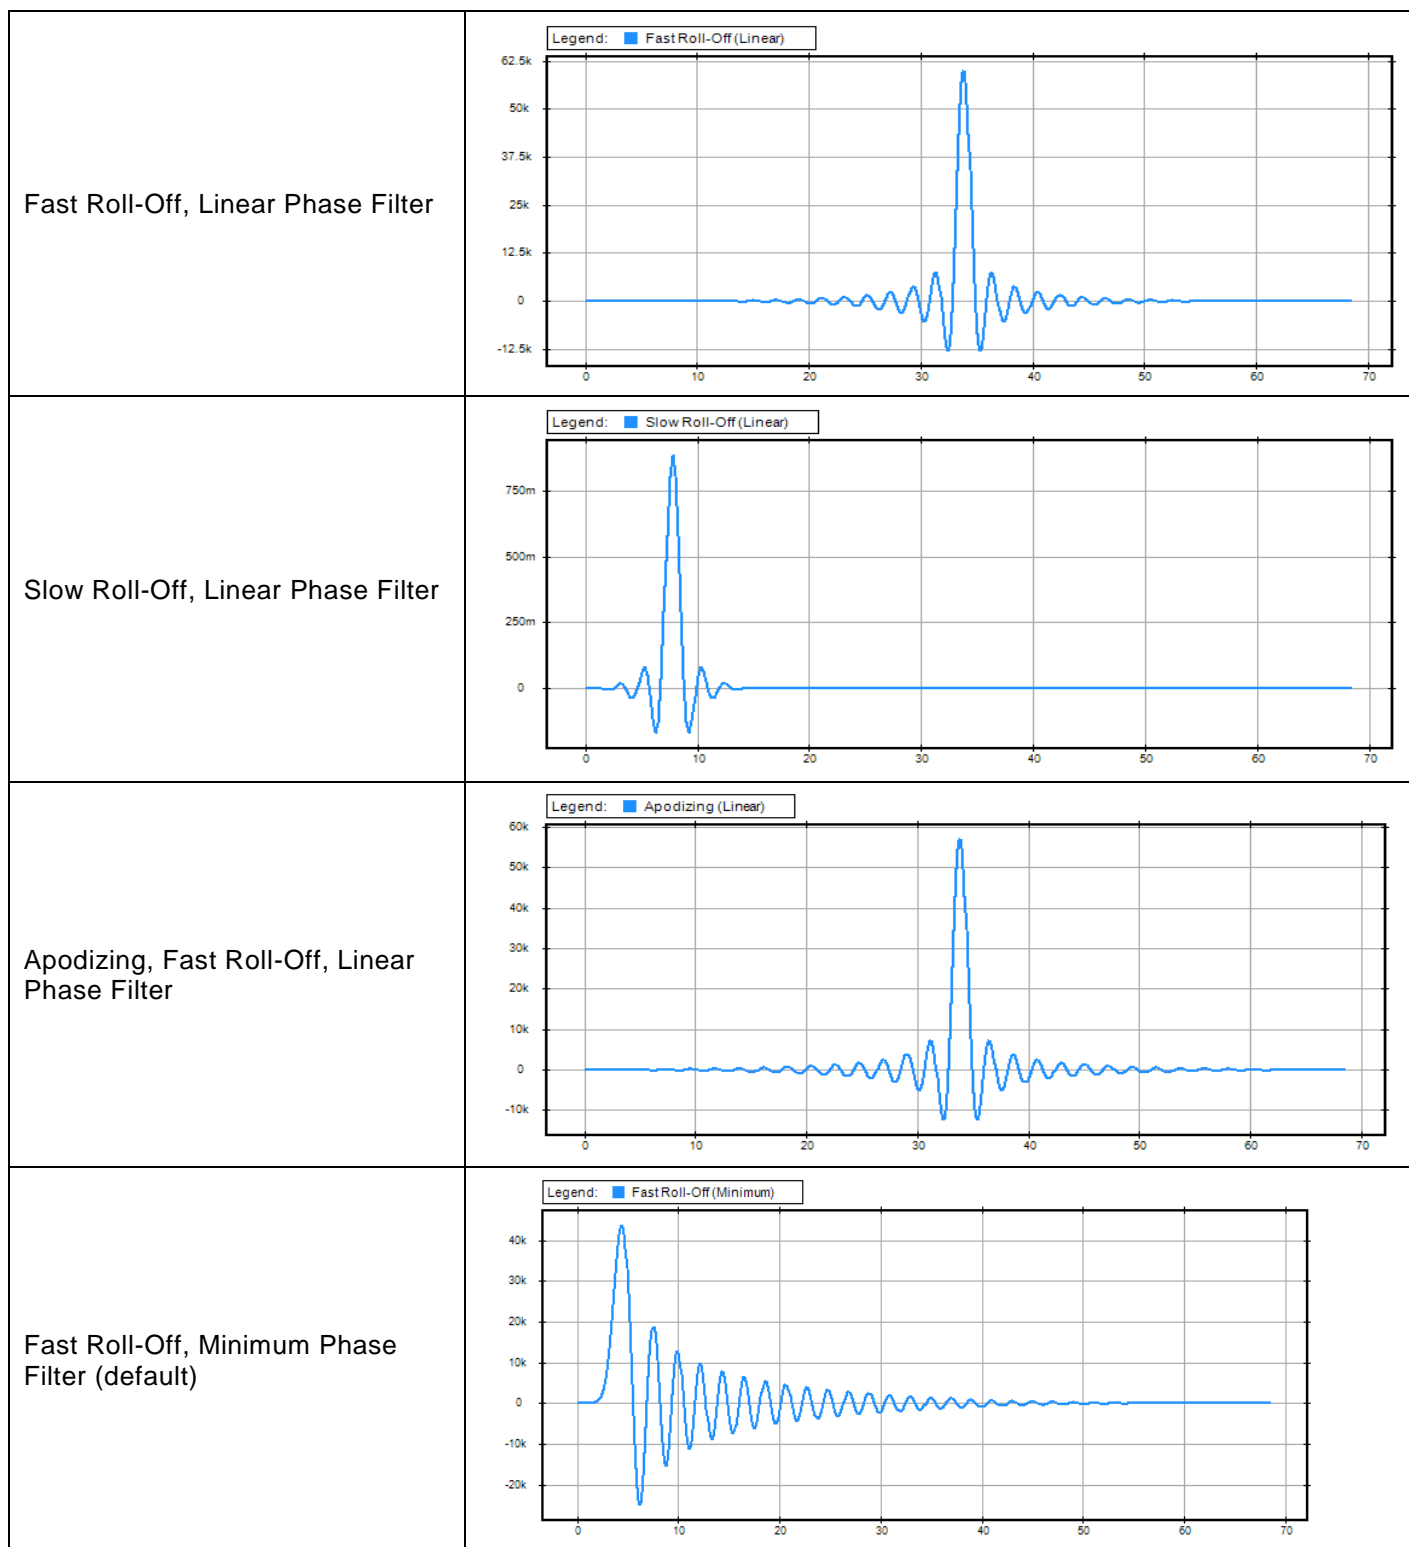 Fast Roll-Off, Linear Phase Filter
Legend: Fast Roll-Off (Linear)
62.5k
50k
37.5k
25k
12.5k
0
-12.5k
0 10 20 30 40 50 60 70
Slow Roll-Off, Linear Phase Filter
Legend: Slow Roll-Off (Linear)
750m
500m
250m
0
0 10 20 30 40 50 60 70
Apodizing, Fast Roll-Off, Linear
Phase Filter
Legend: Apodizing (Linear)
60k
50k
40k
30k
20k
10k
0
-10k
0 10 20 30 40 50 60 70
Fast Roll-Off, Minimum Phase
Filter (default)
Legend: Fast Roll-Off (Minimum)
40k
30k
20k
10k
0
-10k
-20k
0 10 20 30 40 50 60 70